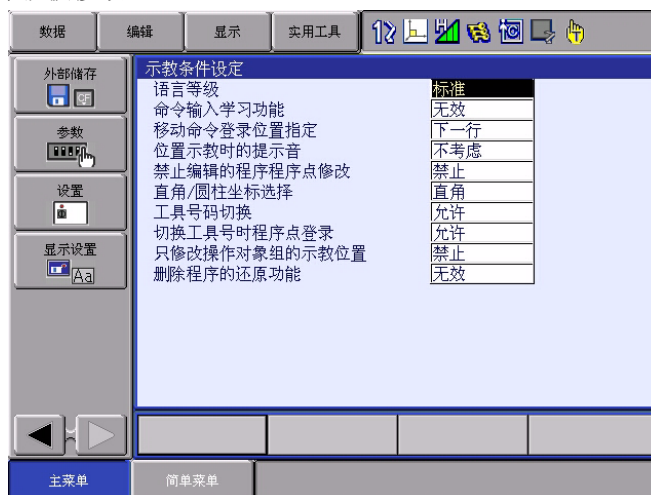 数据 编辑 显示 实用工具
外部储存
CF
参数
设置
显示设置
Aa
示教条件设定
语言等级 标准
命令输入学习功能 无效
移动命令登录位置指定 下一行
位置示教时的提示音 不考虑
禁止编辑的程序程序点修改 禁止
直角/圆柱坐标选择 直角
工具号码切换 允许
切换工具号时程序点登录 允许
只修改操作对象组的示教位置 禁止
删除程序的还原功能 无效
主菜单 简单菜单